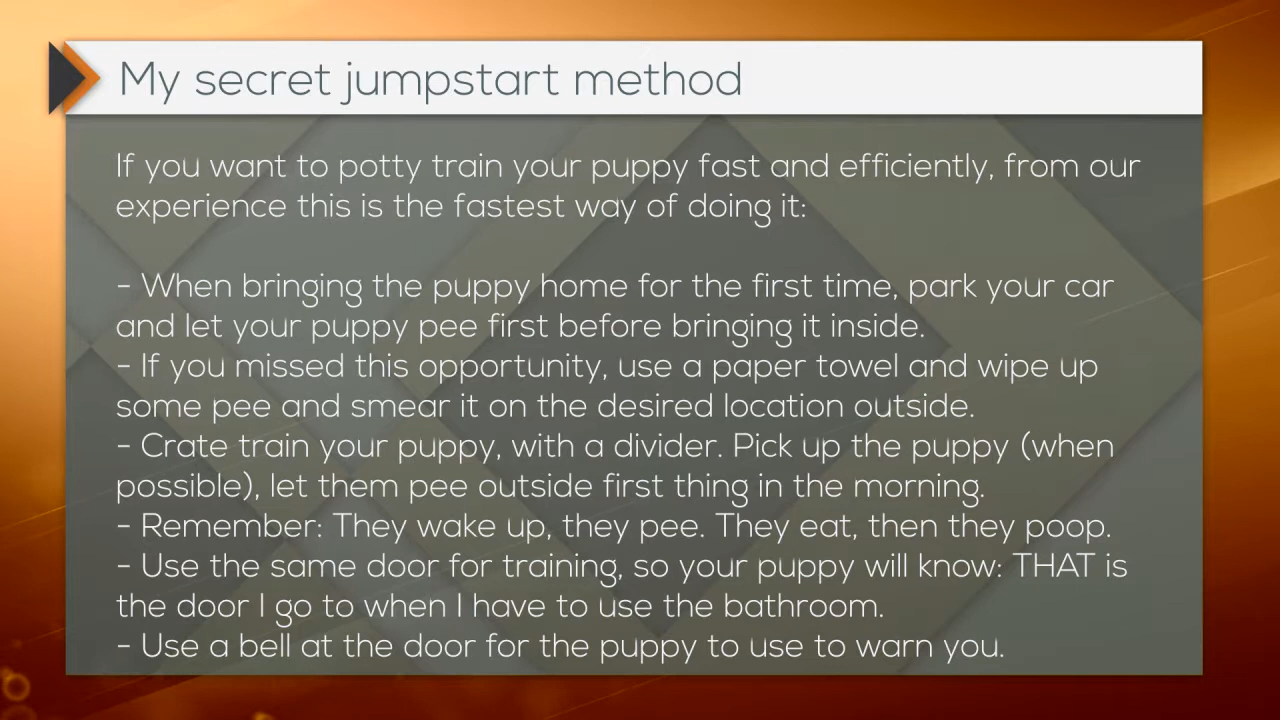 My secret jumpstart method
If you want to potty train your puppy fast and efficiently, from our
experience this is the fastest way of doing it:
- When bringing the puppy home for the first time, park your car
and let your puppy pee first before bringing it inside.
- If you missed this opportunity, use a paper towel and wipe up
some pee and smear it on the desired location outside.
- Crate train your puppy, with a divider. Pick up the puppy (when
possible), let them pee outside first thing in the morning.
- Remember: They wake up, they pee. They eat, then they poop.
- Use the same door for training, so your puppy will know: THAT is
the door I go to when I have to use the bathroom.
- Use a bell at the door for the puppy to use to warn you.